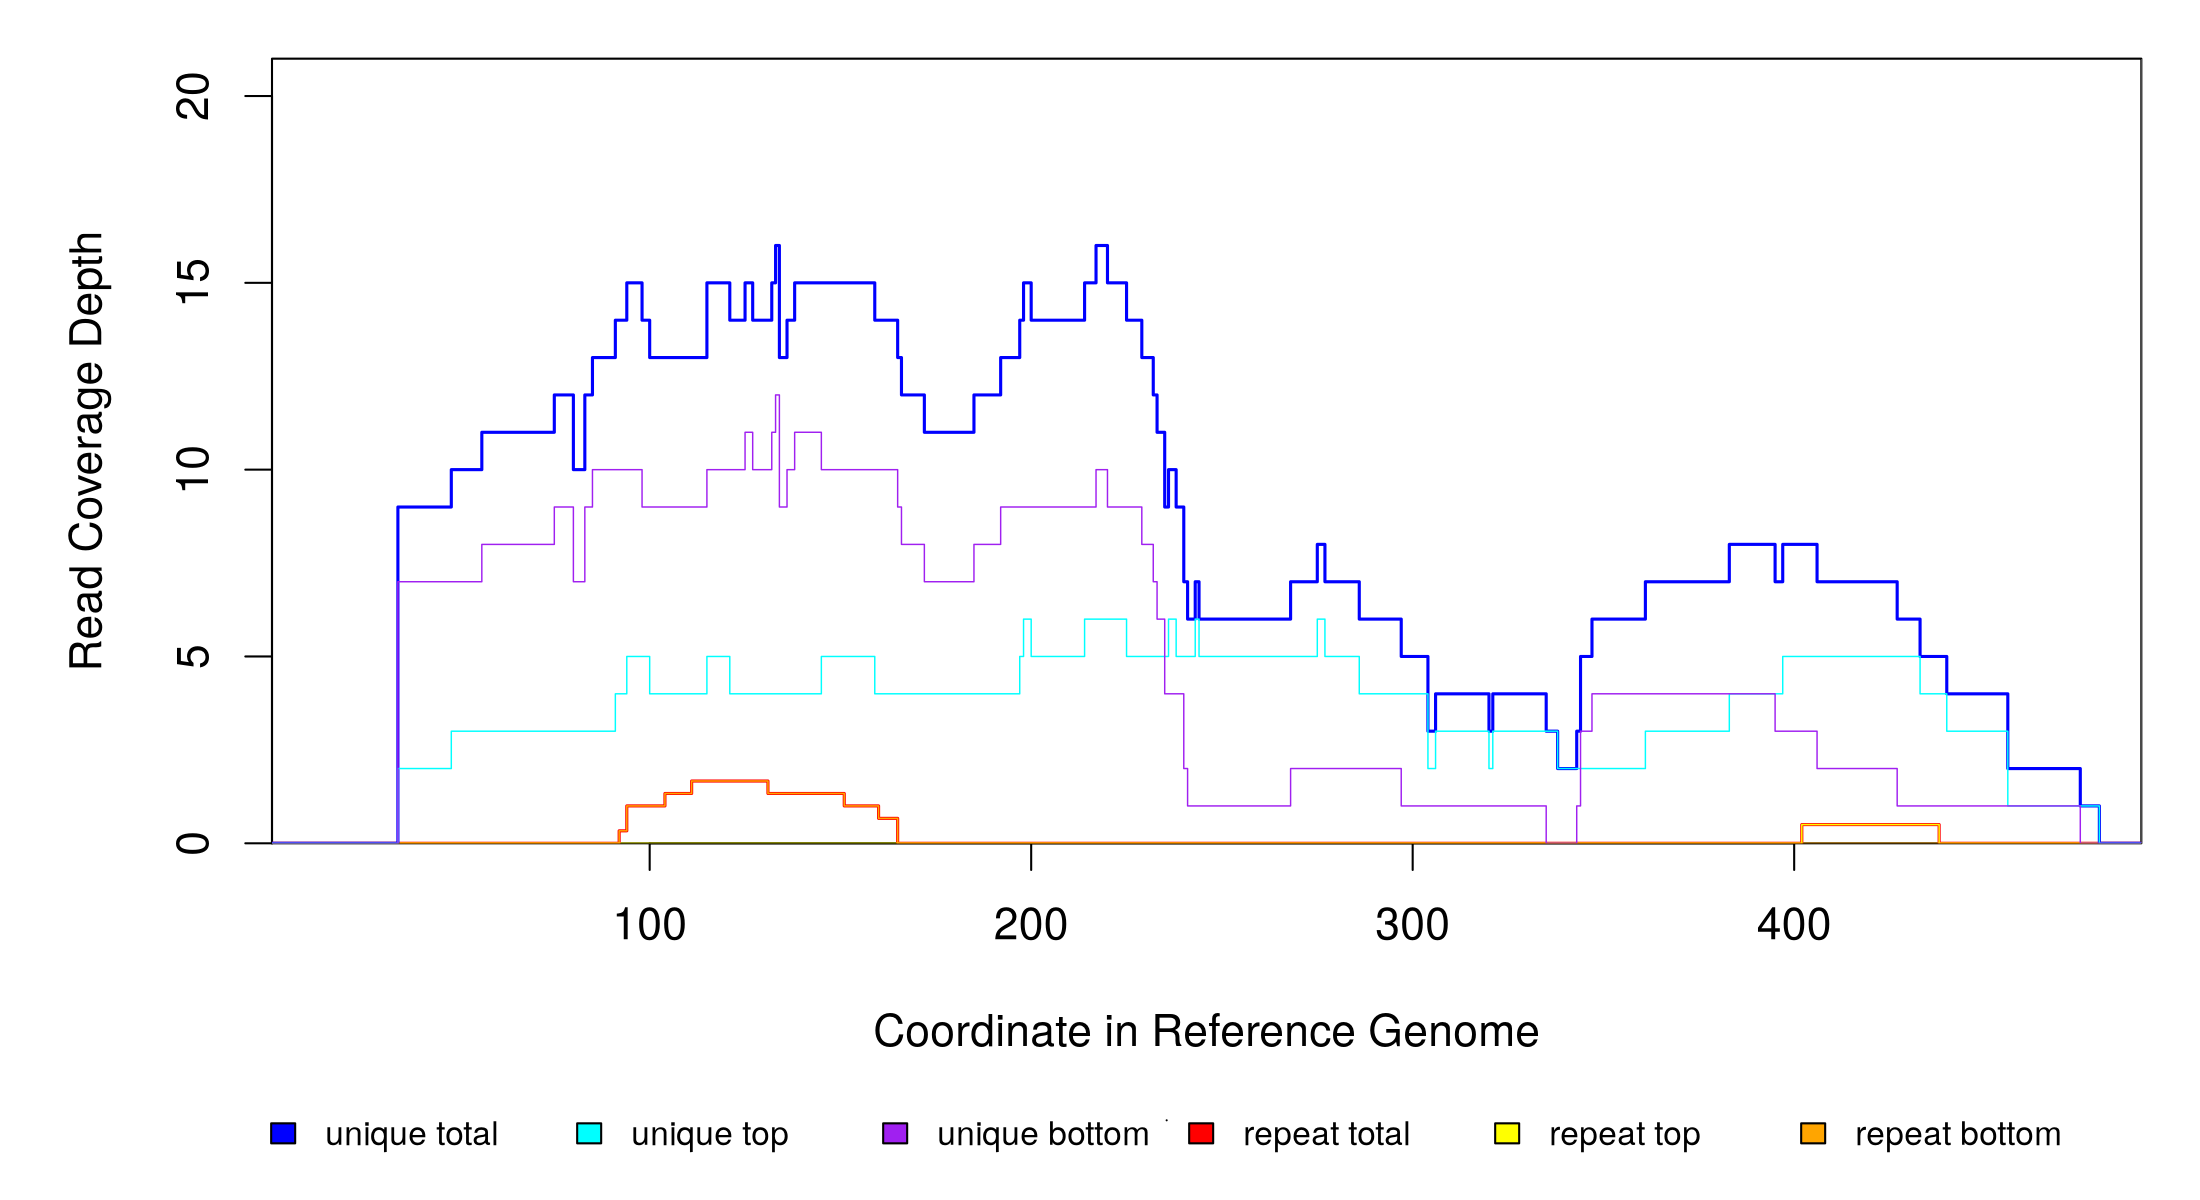 20
15
10
5
0
Read Coverage Depth
100 200 300 400
Coordinate in Reference Genome
unique total unique top unique bottom repeat total repeat top repeat bottom